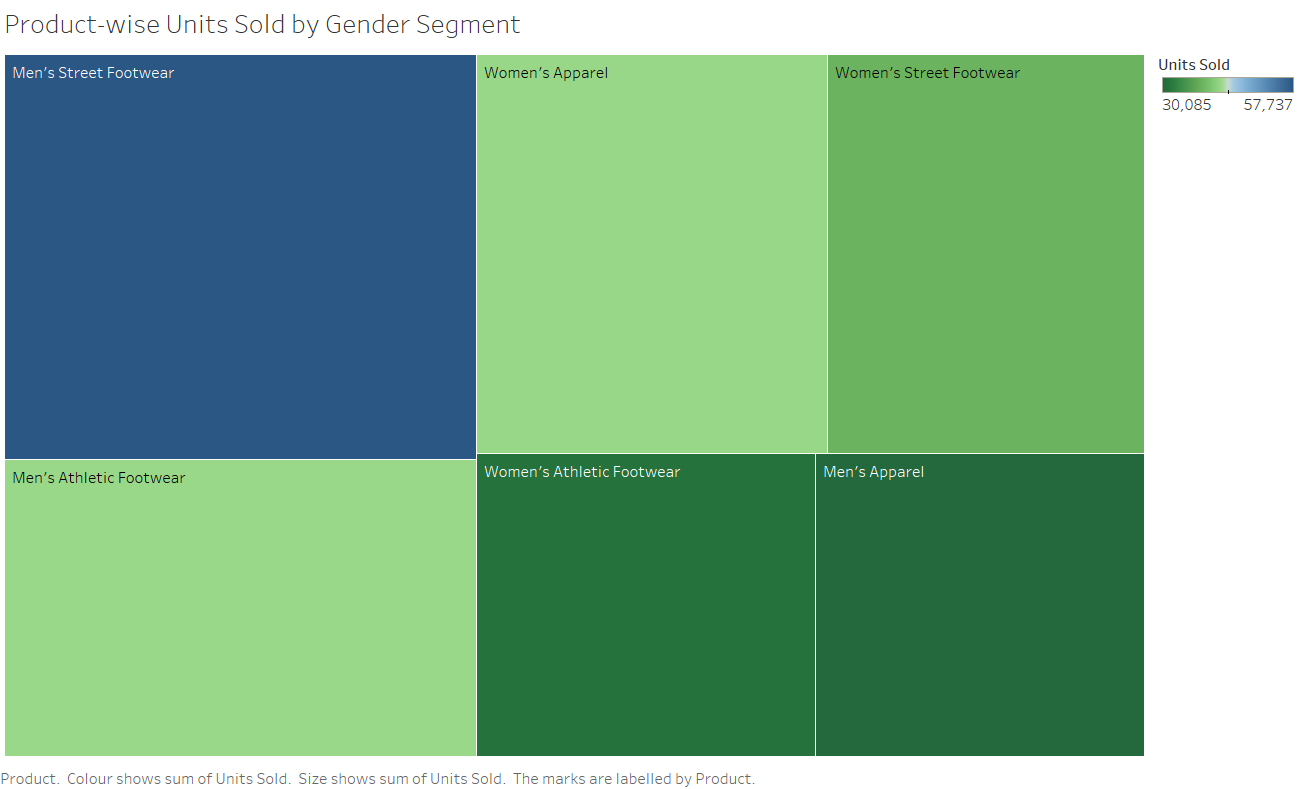 Product-wise Units Sold by Gender Segment
Men's Street Footwear
Women's Apparel
Women's Street Footwear
Units Sold
30,085 57,737
Men's Athletic Footwear
Women's Athletic Footwear
Men's Apparel
Product. Colour shows sum of Units Sold. Size shows sum of Units Sold. The marks are labelled by Product.